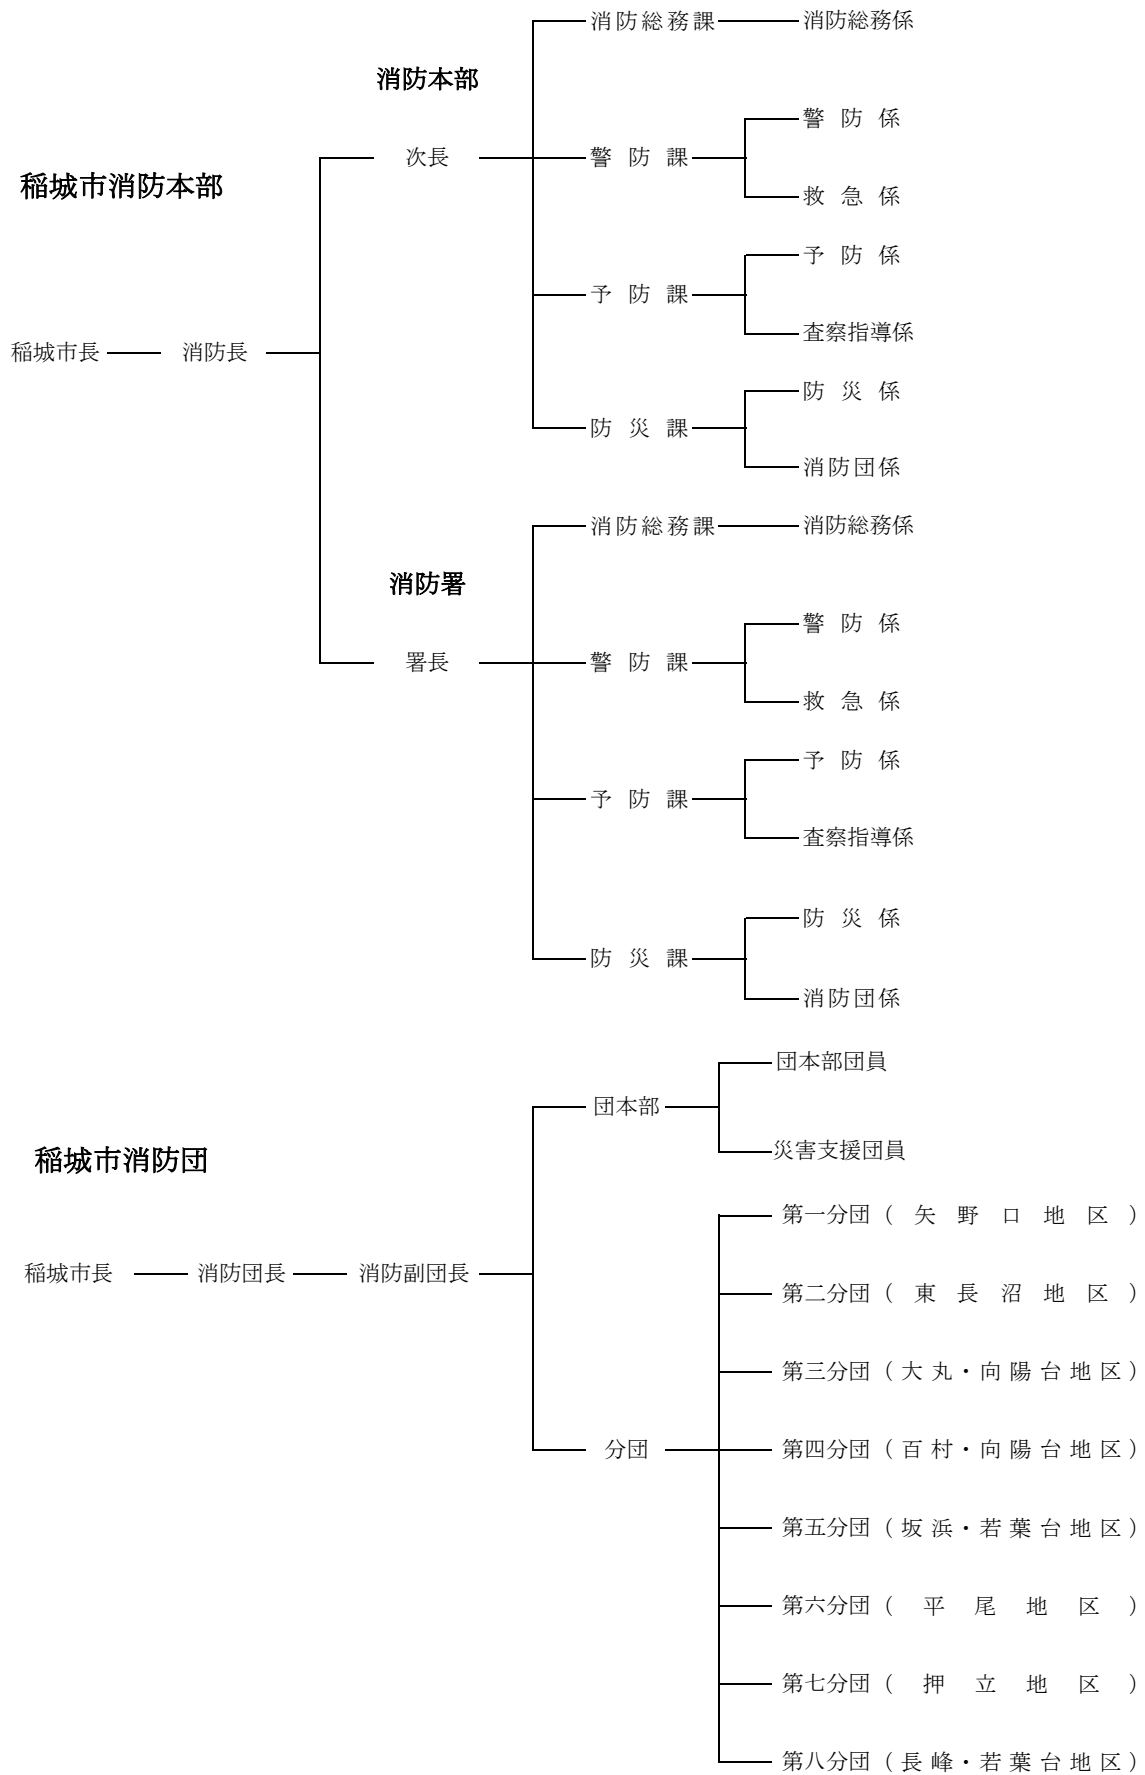 消防総務課 消防総務係
消防本部
警防係
次長 警防課
稲城市消防本部
救急係
予防係
予防課
査察指導係
稲城市長 消防長
防災係
防災課
消防団係
消防総務課 消防総務係
消防署
警防係
署長 警防課
救急係
予防係
予防課
査察指導係
防災係
防災課
消防団係
団本部団員
団本部
稲城市消防団
災害支援団員
第一分団(矢野口地区)
稲城市長 消防団長 消防副団長
第二分団(東長沼地区)
第三分団(大丸・向陽台地区)
分団 第四分団(百村・向陽台地区)
第五分団(坂浜・若葉台地区)
第六分団(平尾地区)
第七分団(押立地区)
第八分団(長峰・若葉台地区)